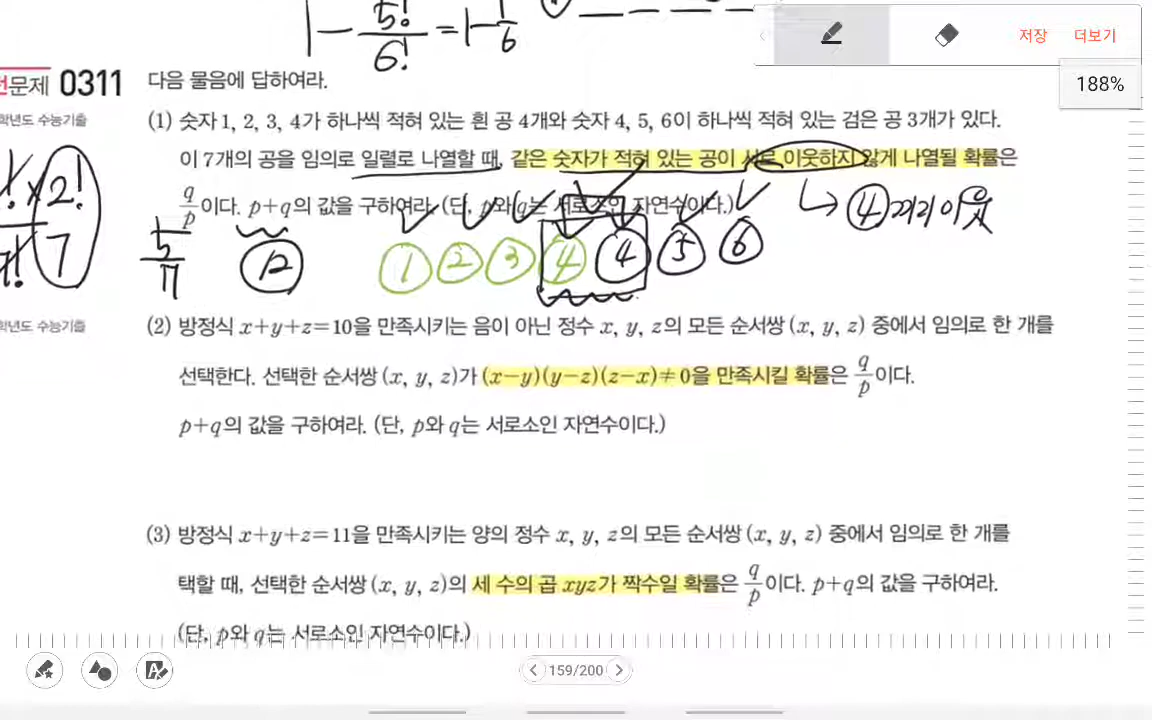 1 - 5!/6! = 1 - 1/6
저장 더보기
188%
전문제 0311 다음 물음에 답하여라.
학년도 수능기출
(1) 숫자 1, 2, 3, 4가 하나씩 적혀 있는 흰 공 4개와 숫자 4, 5, 6이 하나씩 적혀 있는 검은 공 3개가 있다.
이 7개의 공을 임의로 일렬로 나열할 때, 같은 숫자가 적혀 있는 공이 서로 이웃하지 않게 나열될 확률은
q/p이다. p+q의 값을 구하여라. (단, p와 q는 서로소인 자연수이다.)
④끼리 이웃
2!
7
5/7 12 ① ② ③ ④ ④ ⑤ ⑥
학년도 수능기출
(2) 방정식 x+y+z=10을 만족시키는 음이 아닌 정수 x, y, z의 모든 순서쌍 (x, y, z) 중에서 임의로 한 개를
선택한다. 선택한 순서쌍 (x, y, z)가 (x-y)(y-z)(z-x)≠0을 만족시킬 확률은 q/p이다.
p+q의 값을 구하여라. (단, p와 q는 서로소인 자연수이다.)
(3) 방정식 x+y+z=11을 만족시키는 양의 정수 x, y, z의 모든 순서쌍 (x, y, z) 중에서 임의로 한 개를
택할 때, 선택한 순서쌍 (x, y, z)의 세 수의 곱 xyz가 짝수일 확률은 q/p이다. p+q의 값을 구하여라.
(단, p와 q는 서로소인 자연수이다.)
159/200